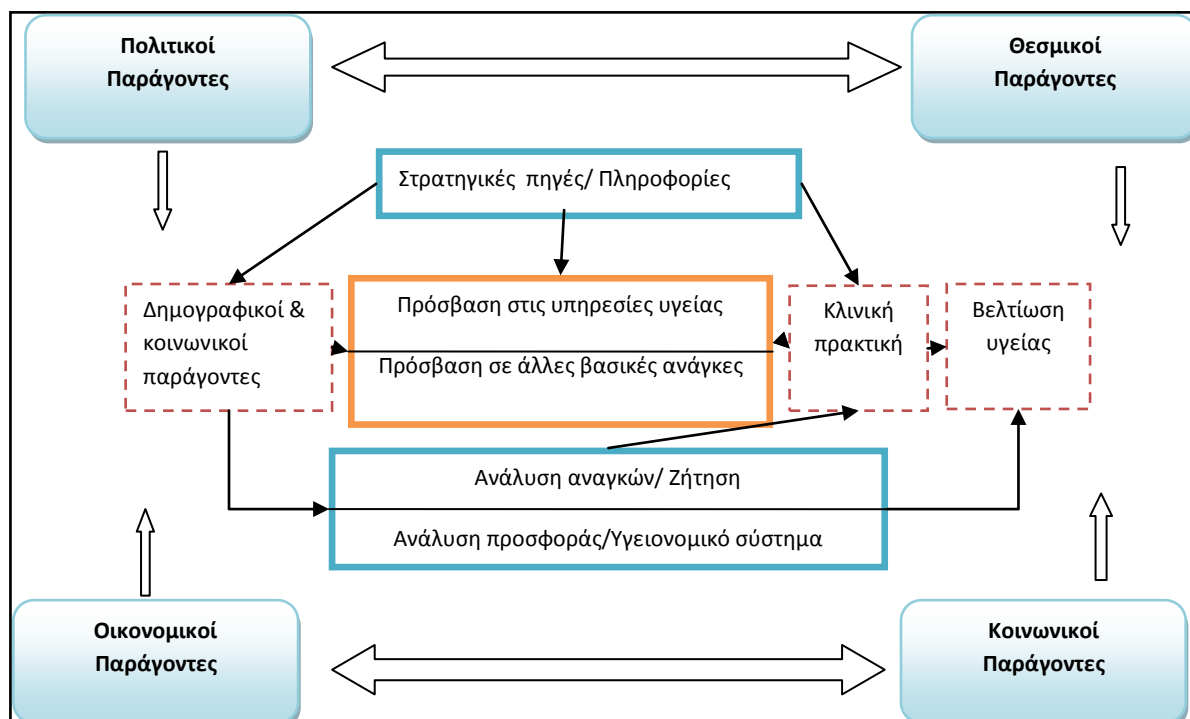 Πολιτικοί
Παράγοντες
Θεσμικοί
Παράγοντες
Στρατηγικές πηγές/ Πληροφορίες
Δημογραφικοί &
κοινωνικοί
παράγοντες
Πρόσβαση στις υπηρεσίες υγείας
Πρόσβαση σε άλλες βασικές ανάγκες
Κλινική
πρακτική
Βελτίωση
υγείας
Ανάλυση αναγκών/ Ζήτηση
Ανάλυση προσφοράς/Υγειονομικό σύστημα
Οικονομικοί
Παράγοντες
Κοινωνικοί
Παράγοντες